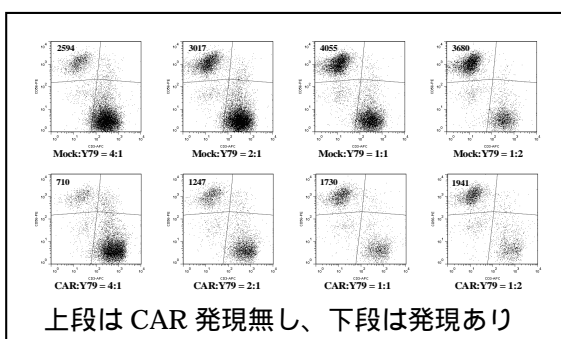 2594 3017 4055 3680
Mock:Y79 = 4:1 Mock:Y79 = 2:1 Mock:Y79 = 1:1 Mock:Y79 = 1:2
710 1247 1730 1941
CAR:Y79 = 4:1 CAR:Y79 = 2:1 CAR:Y79 = 1:1 CAR:Y79 = 1:2
上段は CAR 発現無し、下段は発現あり